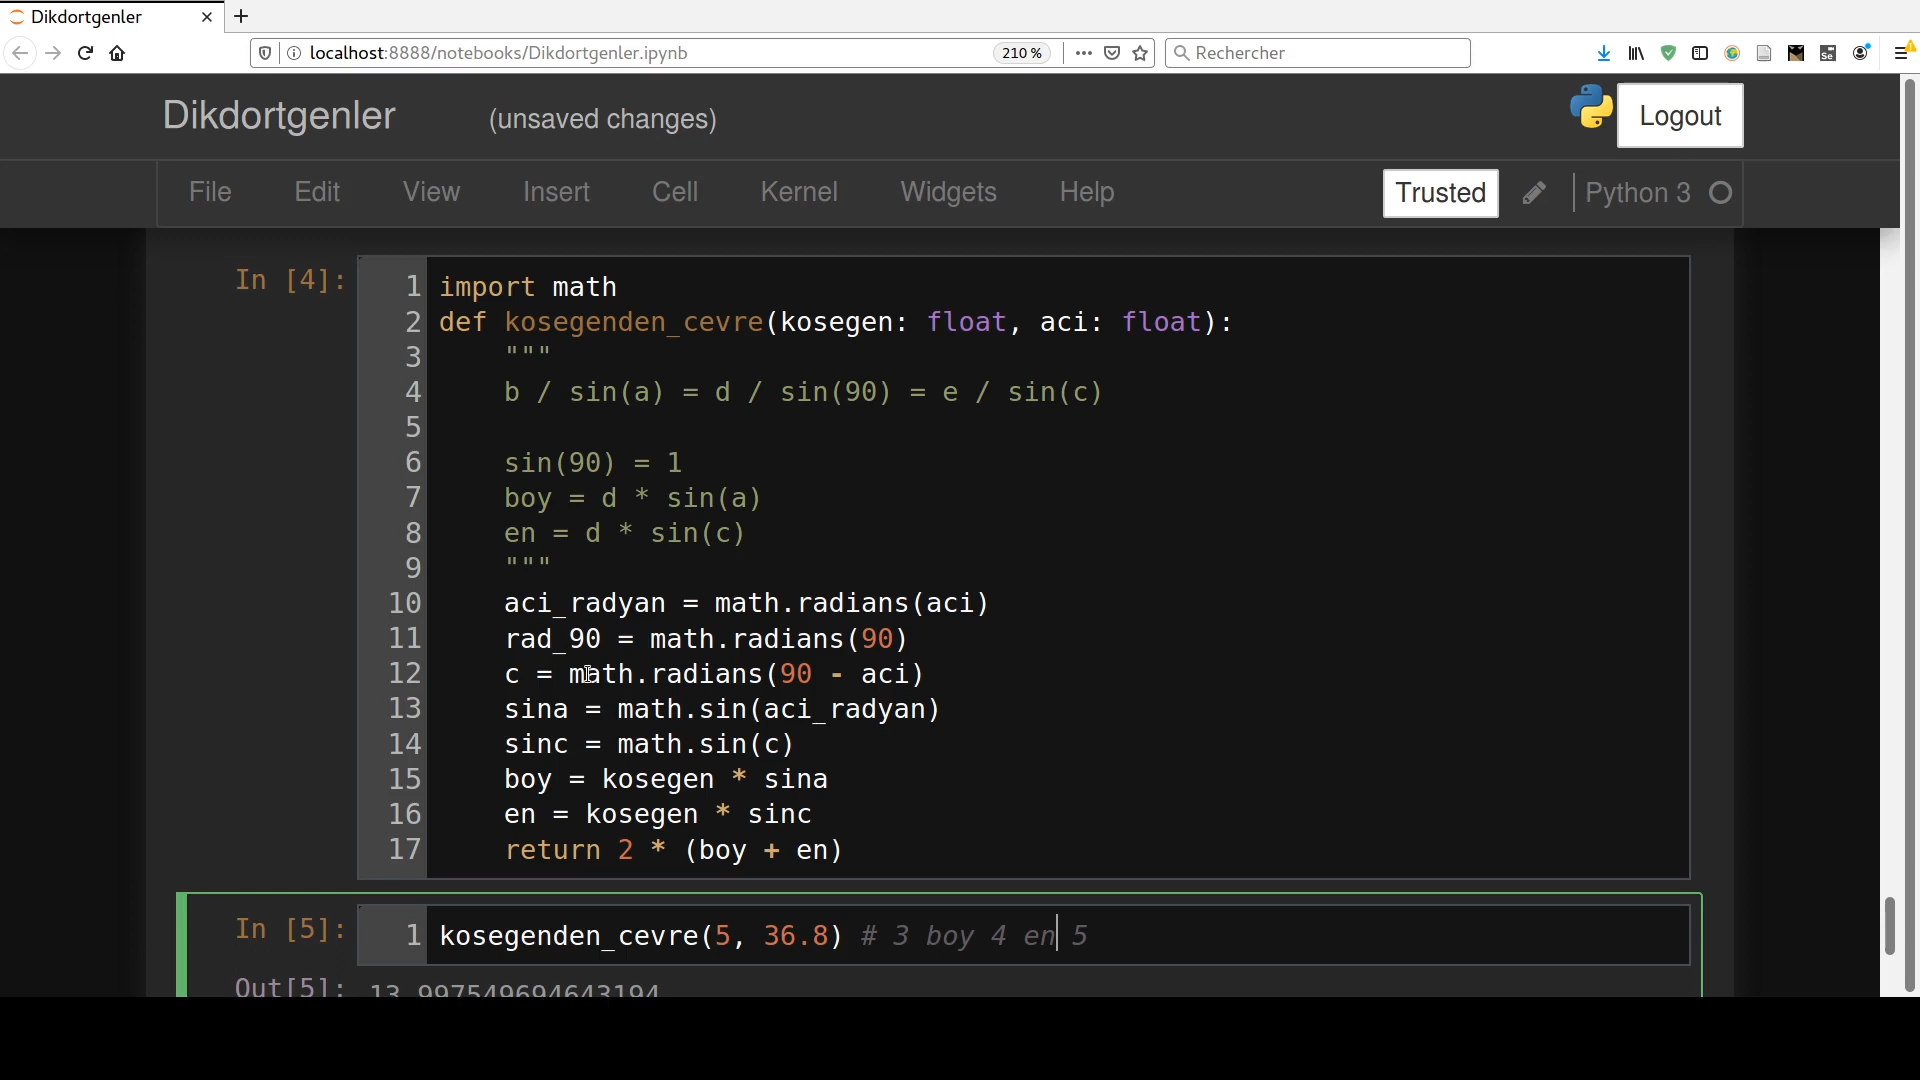 Dikdortgenler
localhost:8888/notebooks/Dikdortgenler.ipynb
210 %
Rechercher
Dikdortgenler (unsaved changes)
Logout
File Edit View Insert Cell Kernel Widgets Help
Trusted
Python 3
In [4]:
1 import math
2 def kosegenden_cevre(kosegen: float, aci: float):
3     """
4     b / sin(a) = d / sin(90) = e / sin(c)
5
6     sin(90) = 1
7     boy = d * sin(a)
8     en = d * sin(c)
9     """
10     aci_radyan = math.radians(aci)
11     rad_90 = math.radians(90)
12     c = math.radians(90 - aci)
13     sina = math.sin(aci_radyan)
14     sinc = math.sin(c)
15     boy = kosegen * sina
16     en = kosegen * sinc
17     return 2 * (boy + en)
In [5]:
1 kosegenden_cevre(5, 36.8) # 3 boy 4 en 5
Out[5]: 13.997549694643194